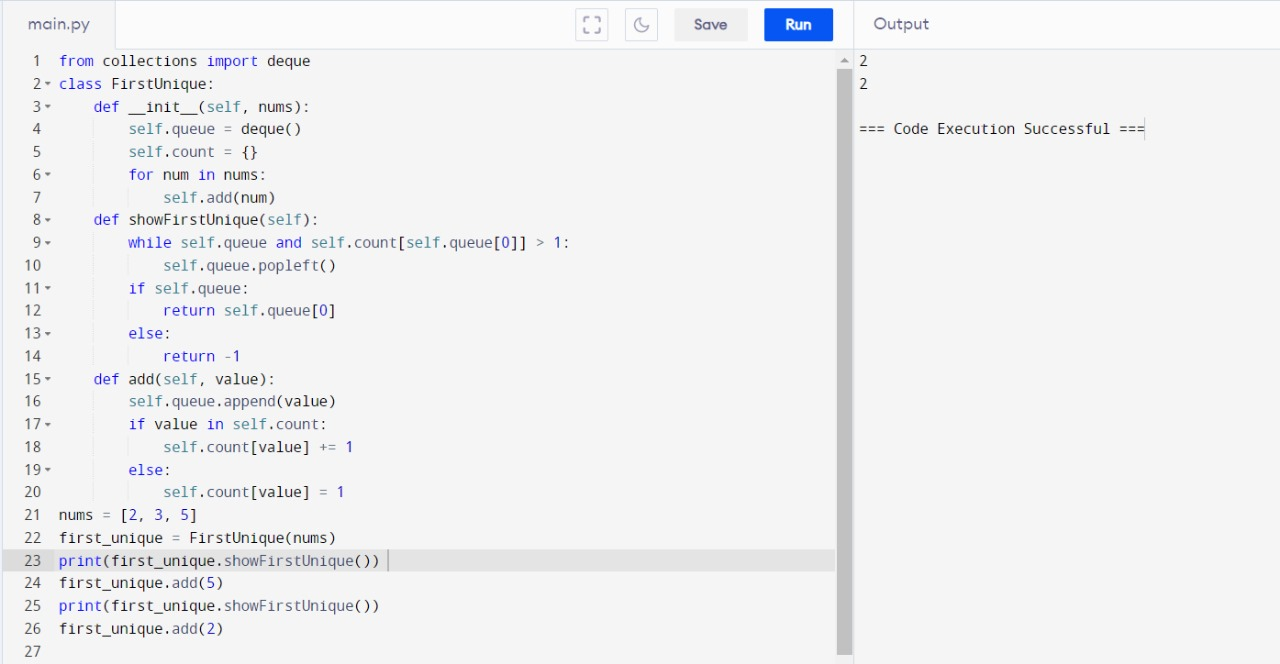 main.py
Save
Run
Output
1 from collections import deque
2 class FirstUnique:
3     def __init__(self, nums):
4         self.queue = deque()
5         self.count = {}
6         for num in nums:
7             self.add(num)
8     def showFirstUnique(self):
9         while self.queue and self.count[self.queue[0]] > 1:
10             self.queue.popleft()
11         if self.queue:
12             return self.queue[0]
13         else:
14             return -1
15     def add(self, value):
16         self.queue.append(value)
17         if value in self.count:
18             self.count[value] += 1
19         else:
20             self.count[value] = 1
21 nums = [2, 3, 5]
22 first_unique = FirstUnique(nums)
23 print(first_unique.showFirstUnique())
24 first_unique.add(5)
25 print(first_unique.showFirstUnique())
26 first_unique.add(2)
27
2
2
=== Code Execution Successful ===